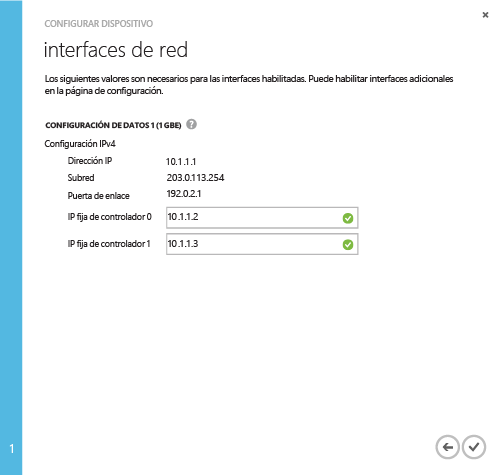 CONFIGURAR DISPOSITIVO
interfaces de red
Los siguientes valores son necesarios para las interfaces habilitadas. Puede habilitar interfaces adicionales
en la página de configuración.
CONFIGURACIÓN DE DATOS 1 (1 GBE) ?
Configuración IPv4
Dirección IP 10.1.1.1
Subred 203.0.113.254
Puerta de enlace 192.0.2.1
IP fija de controlador 0 10.1.1.2
IP fija de controlador 1 10.1.1.3
1